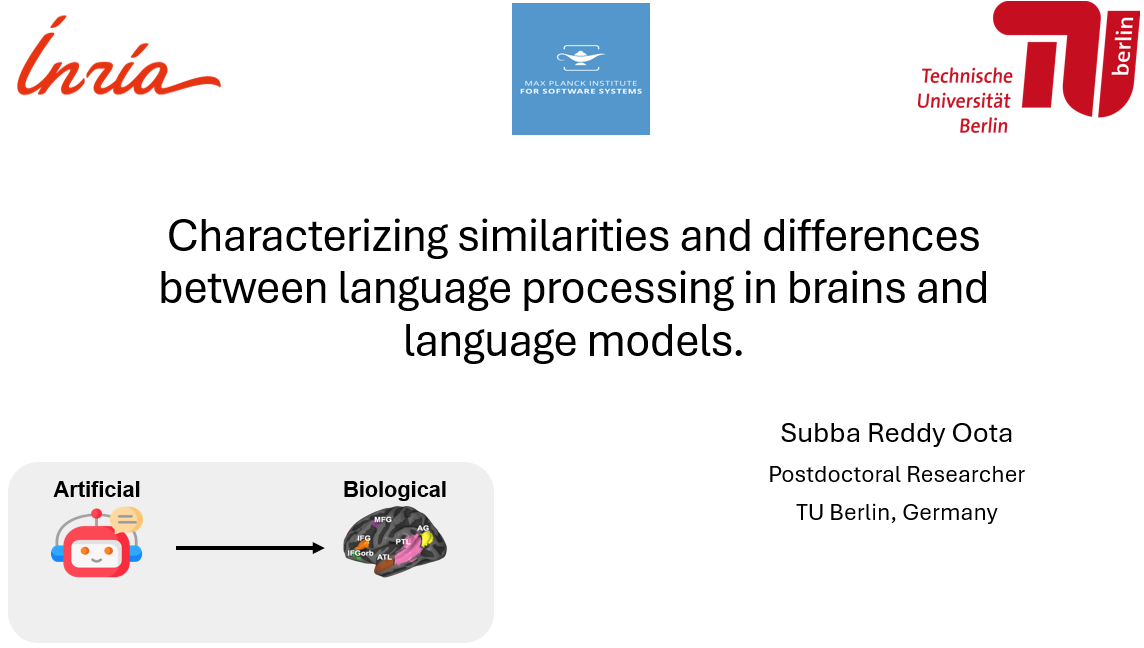 Inria
MAX PLANCK INSTITUTE
FOR SOFTWARE SYSTEMS
Technische
Universität
Berlin
berlin
Characterizing similarities and differences
between language processing in brains and
language models.
Subba Reddy Oota
Postdoctoral Researcher
TU Berlin, Germany
Artificial
Biological
MFG
IFG
AG
PTL
IFGorb
ATL